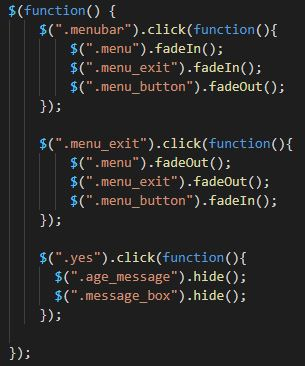 $(function() {
    $(".menubar").click(function(){
        $(".menu").fadeIn();
        $(".menu_exit").fadeIn();
        $(".menu_button").fadeOut();
    });

    $(".menu_exit").click(function(){
        $(".menu").fadeOut();
        $(".menu_exit").fadeOut();
        $(".menu_button").fadeIn();
    });

    $(".yes").click(function(){
      $(".age_message").hide();
      $(".message_box").hide();
    });

});